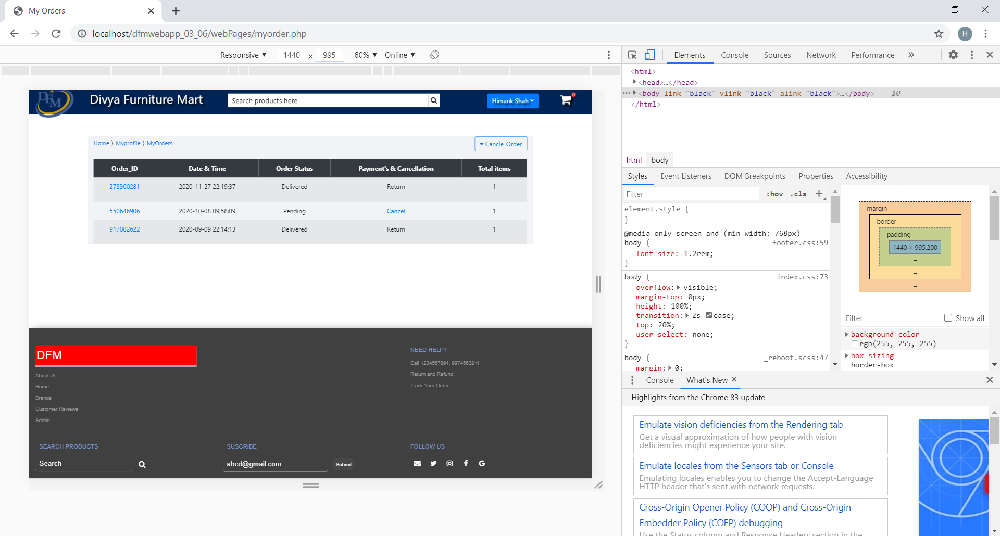 My Orders
localhost/dfmwebapp_03_06/webPages/myorder.php
H
Responsive ▼ 1440 × 995 60% ▼ Online ▼
Elements Console Sources Network Performance »
<html>
<head>…</head>
<body link="black" vlink="black" alink="black">…</body> == $0
</html>
DFM Divya Furniture Mart Search products here Himank Shah 0
Home ⟩ Myprofile ⟩ MyOrders Cancle_Order
Order_ID Date & Time Order Status Payment's & Cancellation Total items
273360281 2020-11-27 22:19:37 Delivered Return 1
550646906 2020-10-08 09:58:09 Pending Cancel 1
917082622 2020-09-09 22:14:13 Delivered Return 1
DFM
About Us
Home
Brands
Customer Reviews
Admin
NEED HELP?
Call 1234567891, 9874563211
Return and Refund
Track Your Order
SEARCH PRODUCTS
Search
SUSCRIBE
abcd@gmail.com Submit
FOLLOW US
html body
Styles Event Listeners DOM Breakpoints Properties Accessibility
Filter :hov .cls +
element.style {
}
@media only screen and (min-width: 768px)
body { footer.css:59
font-size: 1.2rem;
}
body { index.css:73
overflow: visible;
margin-top: 0px;
height: 100%;
transition: 2s ease;
top: 20%;
user-select: none;
}
body { _reboot.scss:47
margin: 0;
margin –
border –
padding –
– – – 1440 × 995.200 – – –
–
–
–
Filter Show all
background-color
rgb(255, 255, 255)
box-sizing
border-box
Console What's New
Highlights from the Chrome 83 update
Emulate vision deficiencies from the Rendering tab
Get a visual approximation of how people with vision
deficiencies might experience your site.
Emulate locales from the Sensors tab or Console
Emulating locales enables you to change the Accept-Language
HTTP header that's sent with network requests.
Cross-Origin Opener Policy (COOP) and Cross-Origin
Embedder Policy (COEP) debugging
Use the Status column and Response Headers section in the